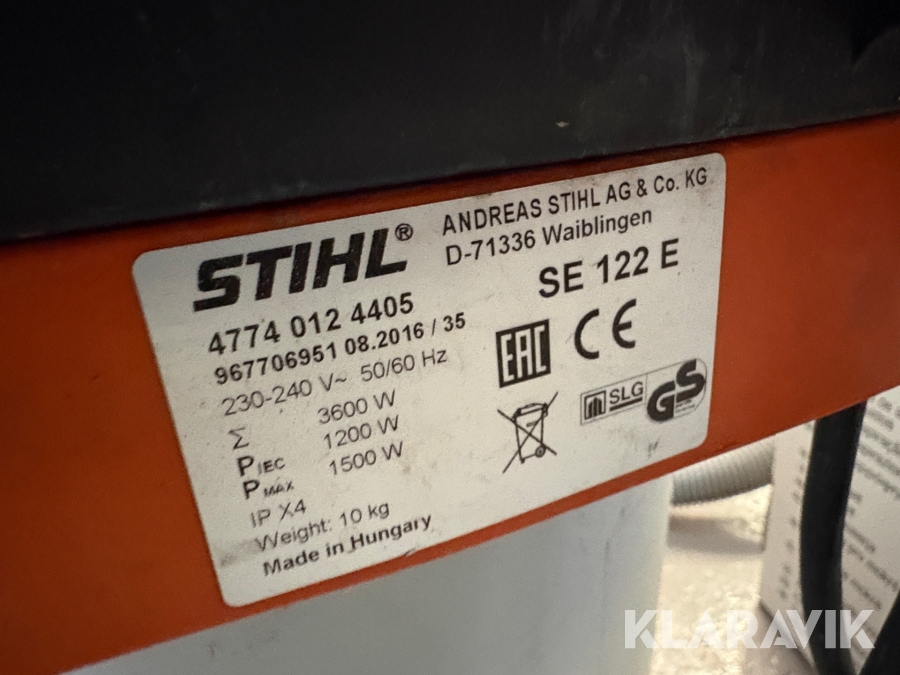 STIHL®
ANDREAS STIHL AG & Co. KG
D-71336 Waiblingen
SE 122 E
4774 012 4405
967706951 08.2016 / 35
230-240 V~ 50/60 Hz
Σ 3600 W
PIEC 1200 W
PMAX 1500 W
IP X4
Weight: 10 kg
Made in Hungary
EAC
CE
SLG
GS
KLARAVIK